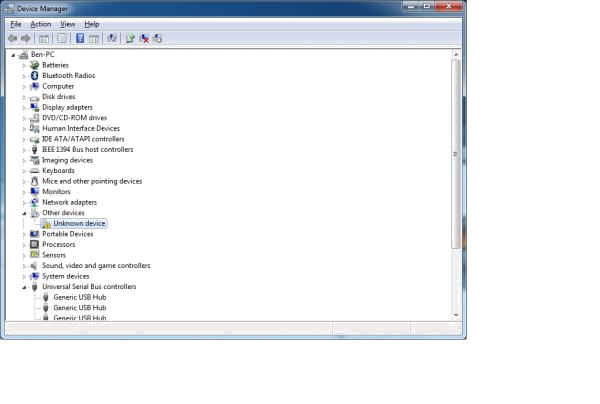 Device Manager
File Action View Help
Ben-PC
Batteries
Bluetooth Radios
Computer
Disk drives
Display adapters
DVD/CD-ROM drives
Human Interface Devices
IDE ATA/ATAPI controllers
IEEE 1394 Bus host controllers
Imaging devices
Keyboards
Mice and other pointing devices
Monitors
Network adapters
Other devices
Unknown device
Portable Devices
Processors
Sensors
Sound, video and game controllers
System devices
Universal Serial Bus controllers
Generic USB Hub
Generic USB Hub
Generic USB Hub